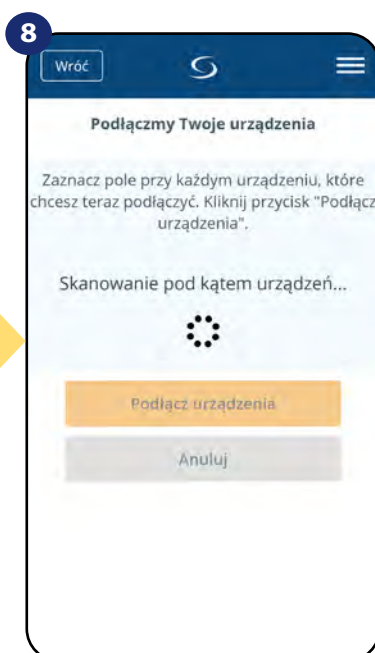 8
Wróć
Podłączmy Twoje urządzenia
Zaznacz pole przy każdym urządzeniu, które
chcesz teraz podłączyć. Kliknij przycisk "Podłącz
urządzenia".
Skanowanie pod kątem urządzeń...
Podłącz urządzenia
Anuluj